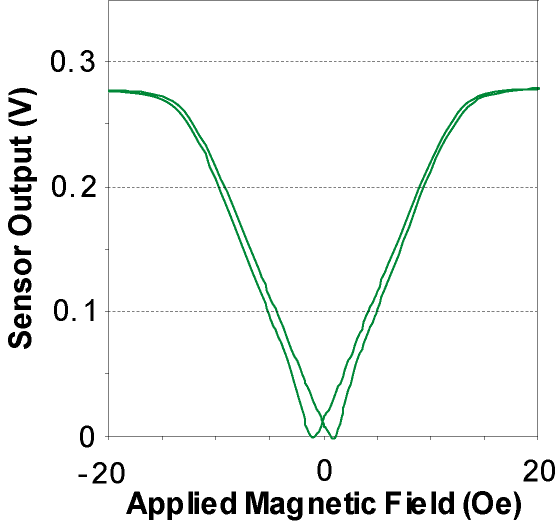 Sensor Output (V)
0.3
0.2
0.1
0
-20 0 20
Applied Magnetic Field (Oe)